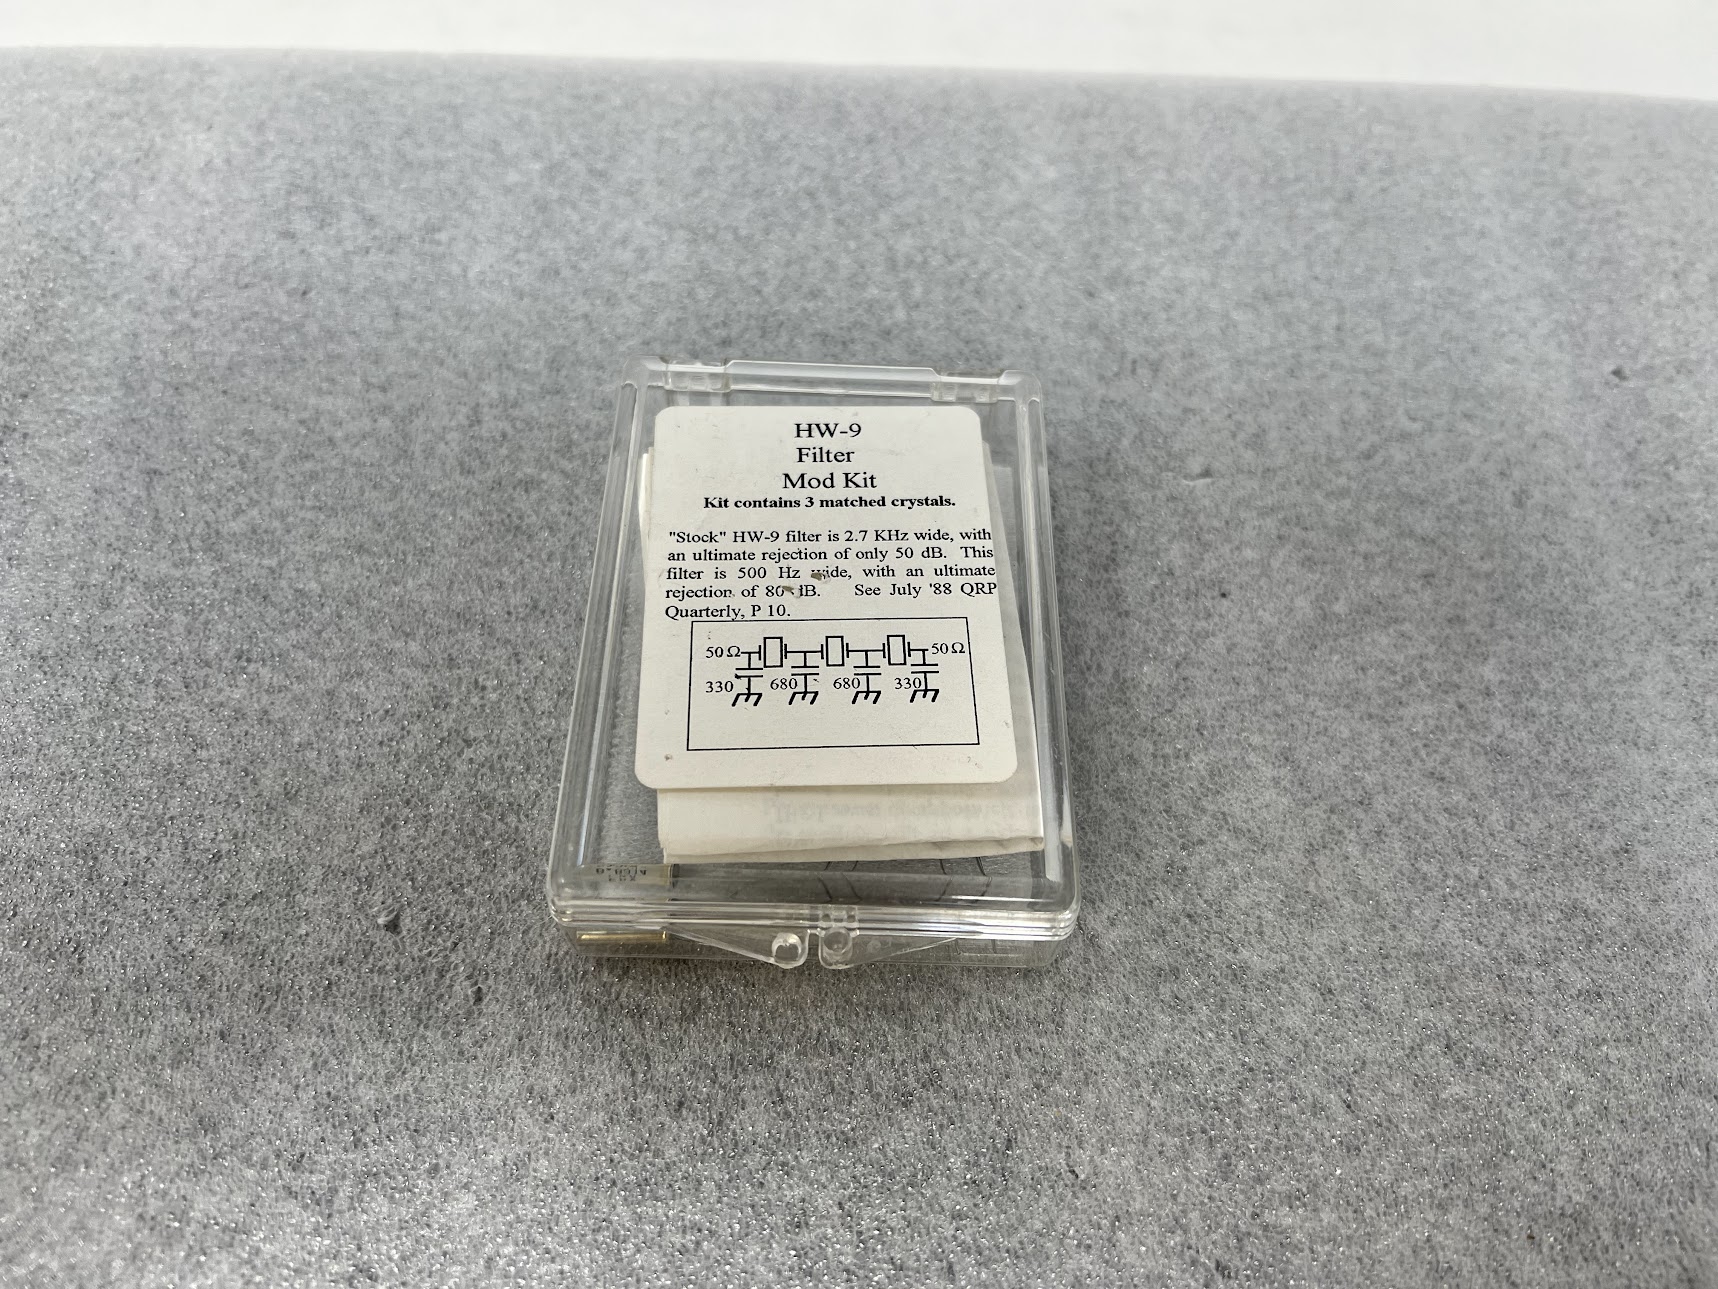 HW-9
Filter
Mod Kit
Kit contains 3 matched crystals.
"Stock" HW-9 filter is 2.7 KHz wide, with
an ultimate rejection of only 50 dB. This
filter is 500 Hz wide, with an ultimate
rejection of 80 dB. See July '88 QRP
Quarterly, P 10.
50Ω 50Ω
330 680 680 330